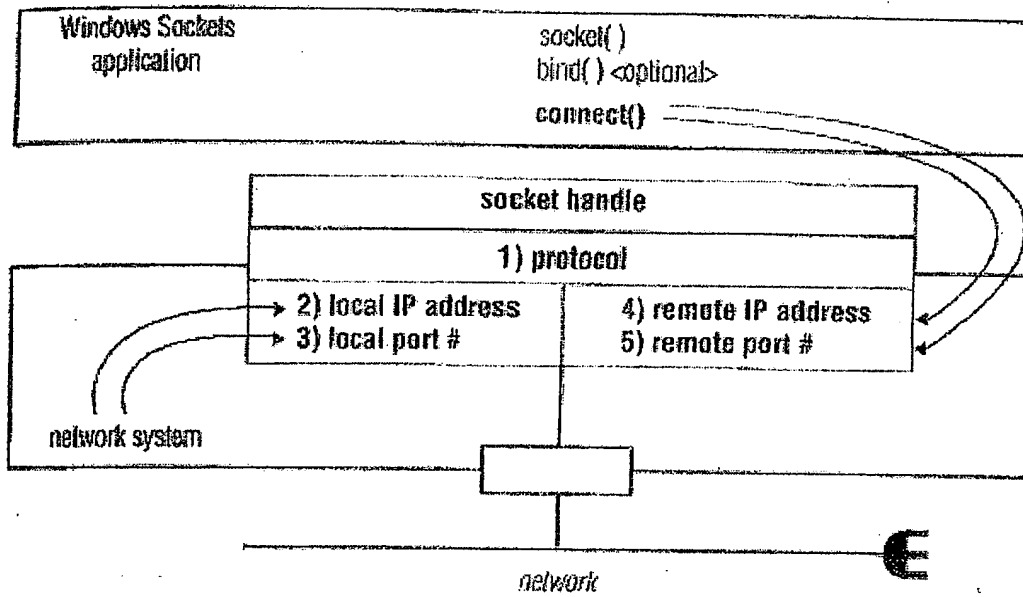 Windows Sockets
application
socket( )
bind( ) <optional>
connect()
socket handle
1) protocol
2) local IP address
3) local port #
4) remote IP address
5) remote port #
network system
network